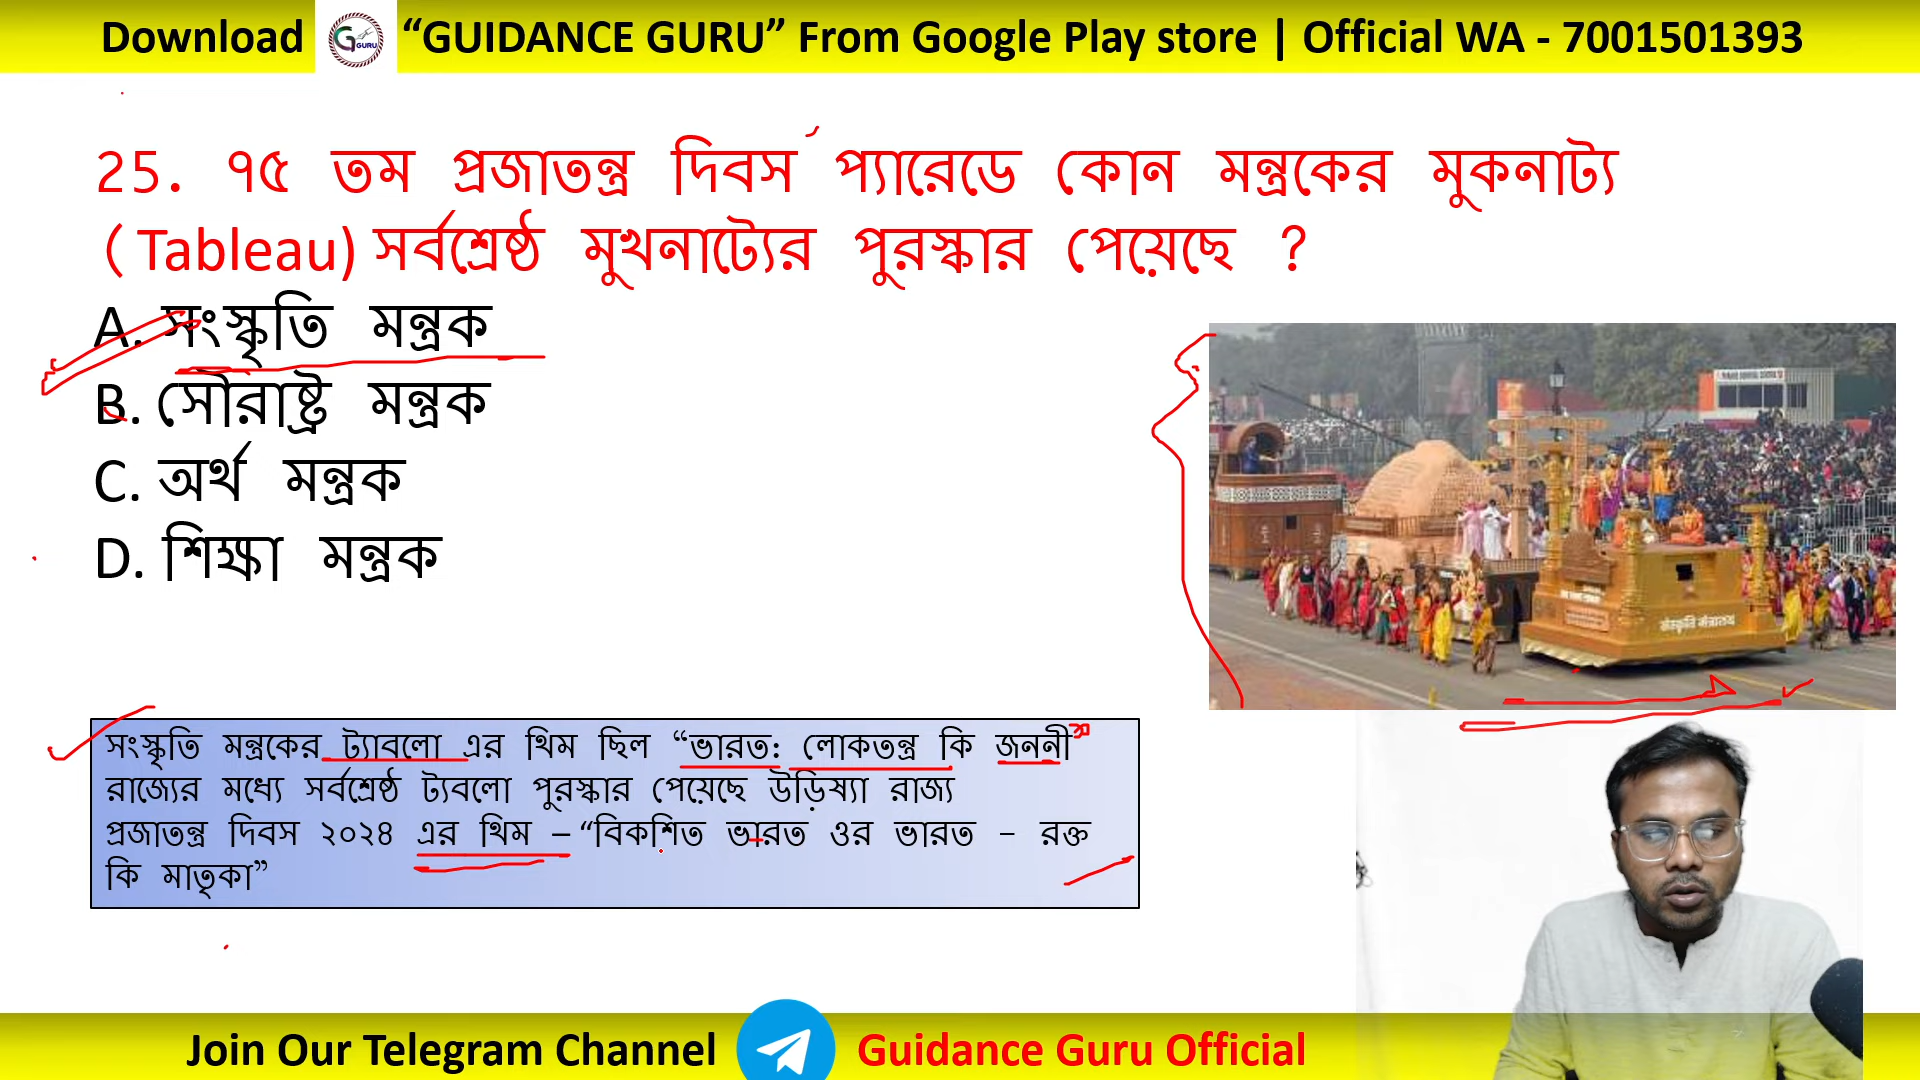 Download GGURU “GUIDANCE GURU” From Google Play store | Official WA - 7001501393
25. ৭৫ তম প্রজাতন্ত্র দিবস প্যারেডে কোন মন্ত্রকের মুকনাট্য
( Tableau) সর্বশ্রেষ্ঠ মুখনাট্যের পুরস্কার পেয়েছে ?
A. সংস্কৃতি মন্ত্রক
B. সৌরাষ্ট্র মন্ত্রক
C. অর্থ মন্ত্রক
D. শিক্ষা মন্ত্রক
संस्कृति मंत्रालय
সংস্কৃতি মন্ত্রকের ট্যাবলো এর থিম ছিল “ভারত: লোকতন্ত্র কি জননী”
রাজ্যের মধ্যে সর্বশ্রেষ্ঠ ট্যবলো পুরস্কার পেয়েছে উড়িষ্যা রাজ্য
প্রজাতন্ত্র দিবস ২০২৪ এর থিম – “বিকশিত ভারত ওর ভারত – রক্ত
কি মাতৃকা”
Join Our Telegram Channel Guidance Guru Official